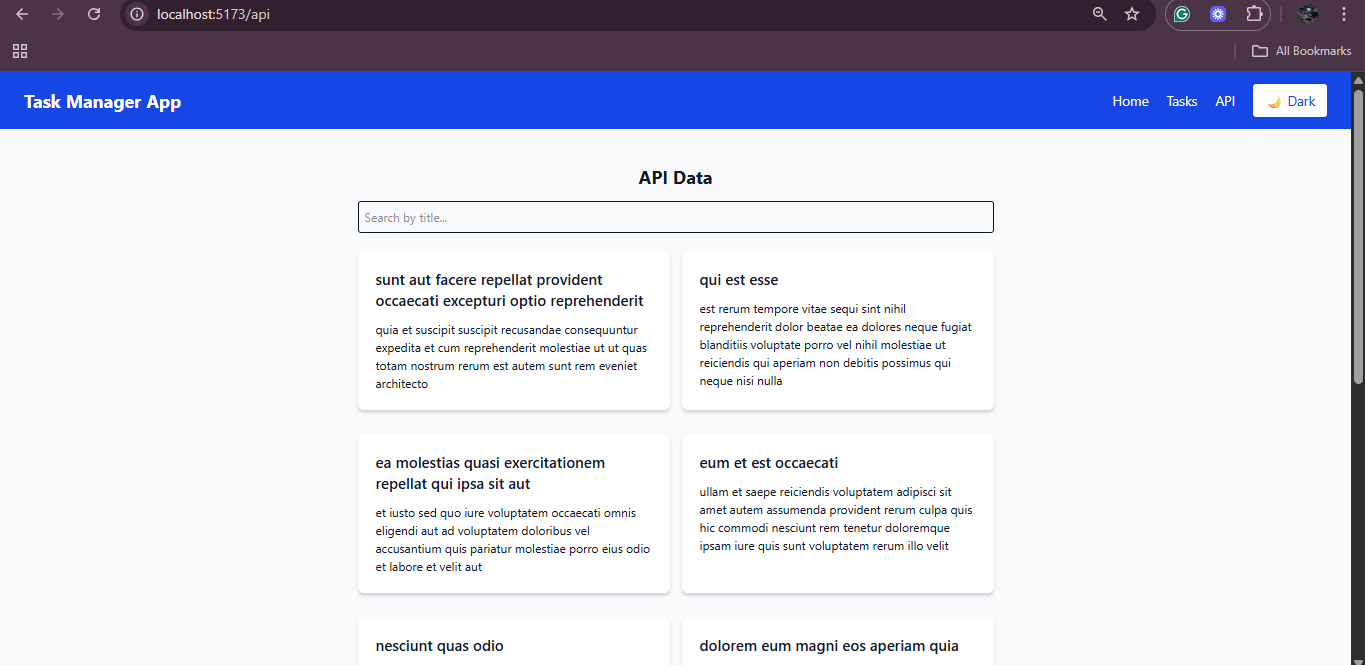 localhost:5173/api
All Bookmarks
Task Manager App
Home Tasks API 🌙 Dark
API Data
Search by title...
sunt aut facere repellat provident
occaecati excepturi optio reprehenderit
quia et suscipit suscipit recusandae consequuntur
expedita et cum reprehenderit molestiae ut ut quas
totam nostrum rerum est autem sunt rem eveniet
architecto
qui est esse
est rerum tempore vitae sequi sint nihil
reprehenderit dolor beatae ea dolores neque fugiat
blanditiis voluptate porro vel nihil molestiae ut
reiciendis qui aperiam non debitis possimus qui
neque nisi nulla
ea molestias quasi exercitationem
repellat qui ipsa sit aut
et iusto sed quo iure voluptatem occaecati omnis
eligendi aut ad voluptatem doloribus vel
accusantium quis pariatur molestiae porro eius odio
et labore et velit aut
eum et est occaecati
ullam et saepe reiciendis voluptatem adipisci sit
amet autem assumenda provident rerum culpa quis
hic commodi nesciunt rem tenetur doloremque
ipsam iure quis sunt voluptatem rerum illo velit
nesciunt quas odio
dolorem eum magni eos aperiam quia